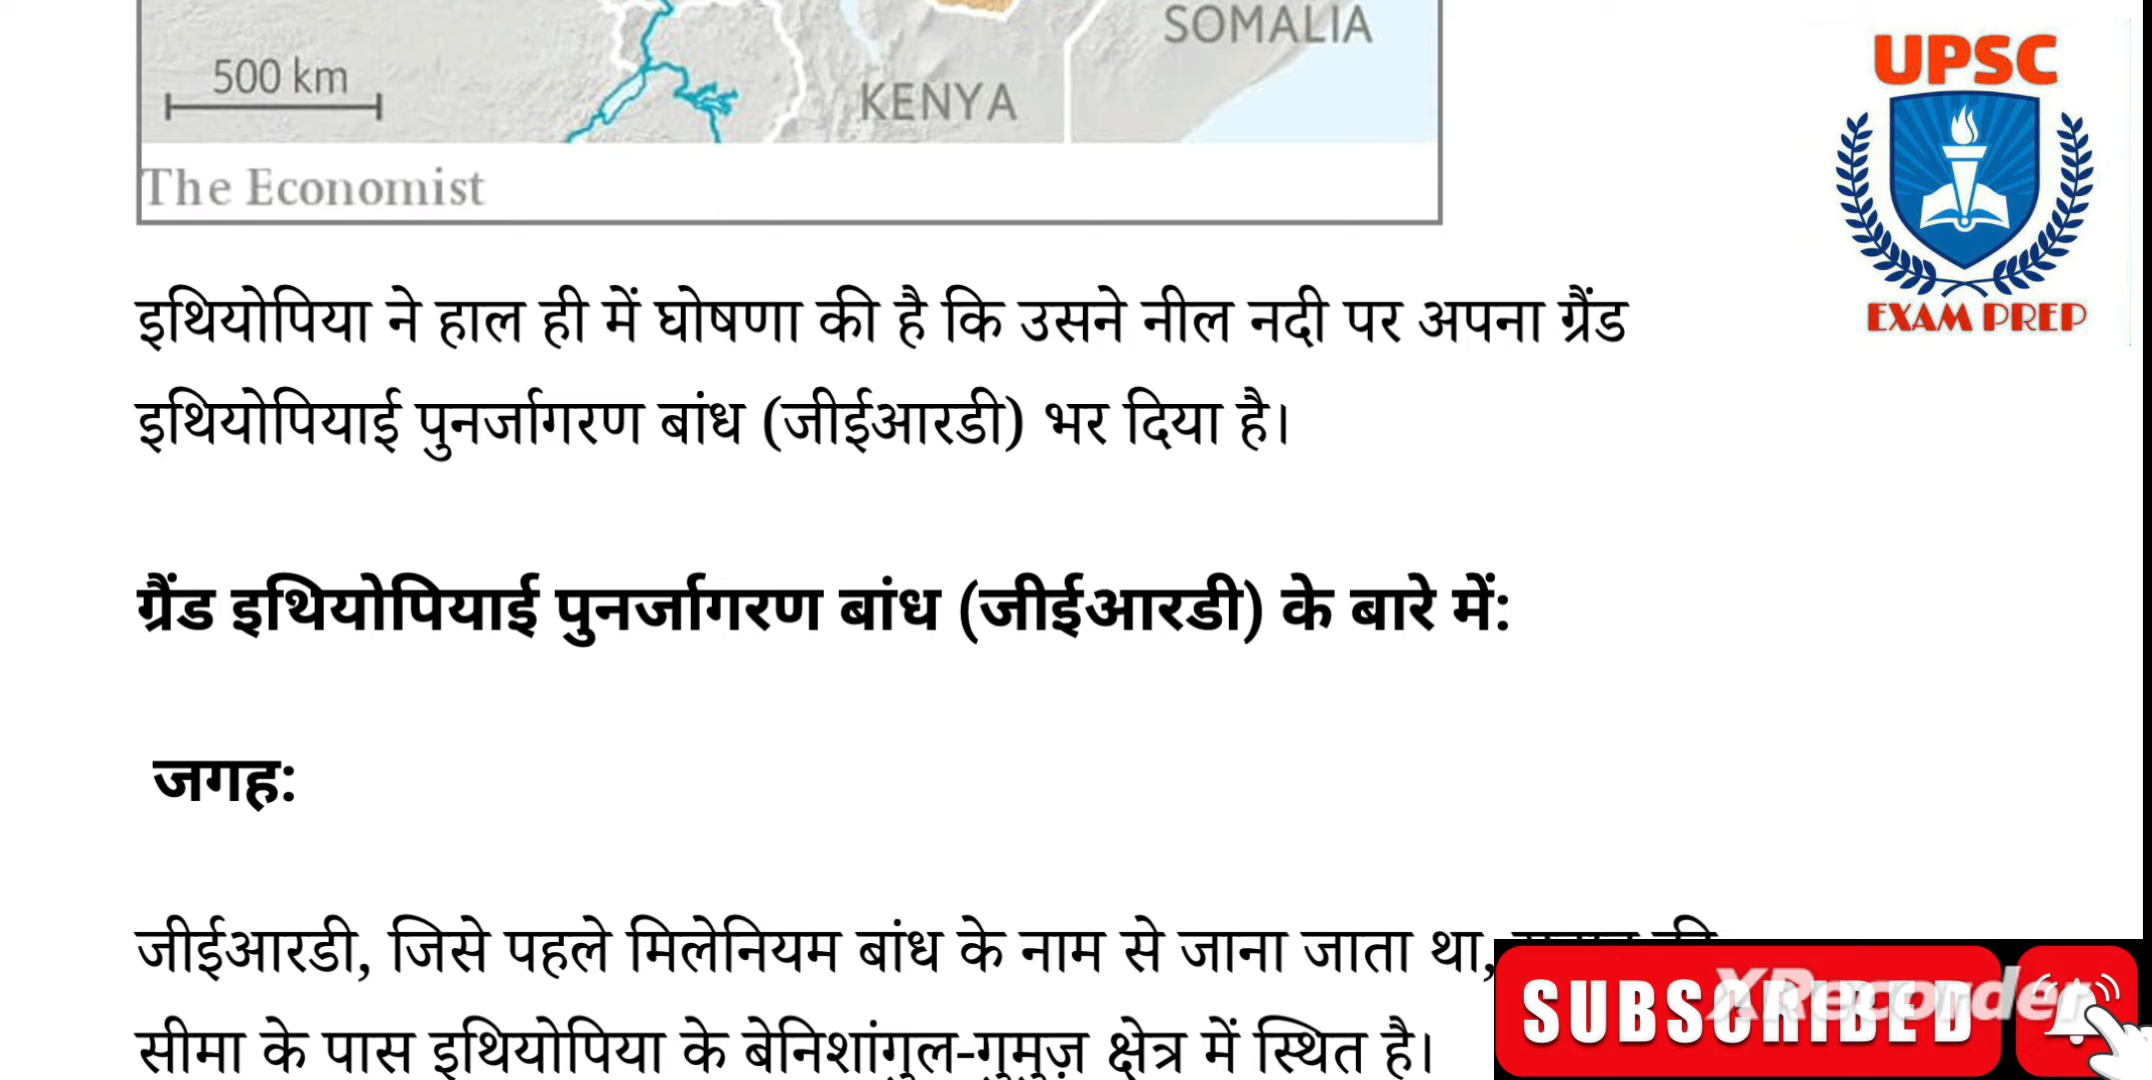 SOMALIA
500 km
KENYA
The Economist
UPSC
EXAM PREP
इथियोपिया ने हाल ही में घोषणा की है कि उसने नील नदी पर अपना ग्रैंड
इथियोपियाई पुनर्जागरण बांध (जीईआरडी) भर दिया है।
ग्रैंड इथियोपियाई पुनर्जागरण बांध (जीईआरडी) के बारे में:
जगह:
जीईआरडी, जिसे पहले मिलेनियम बांध के नाम से जाना जाता था, की
सीमा के पास इथियोपिया के बेनिशांगुल-गुमुज़ क्षेत्र में स्थित है।
SUBSCRIBED
XRecorder